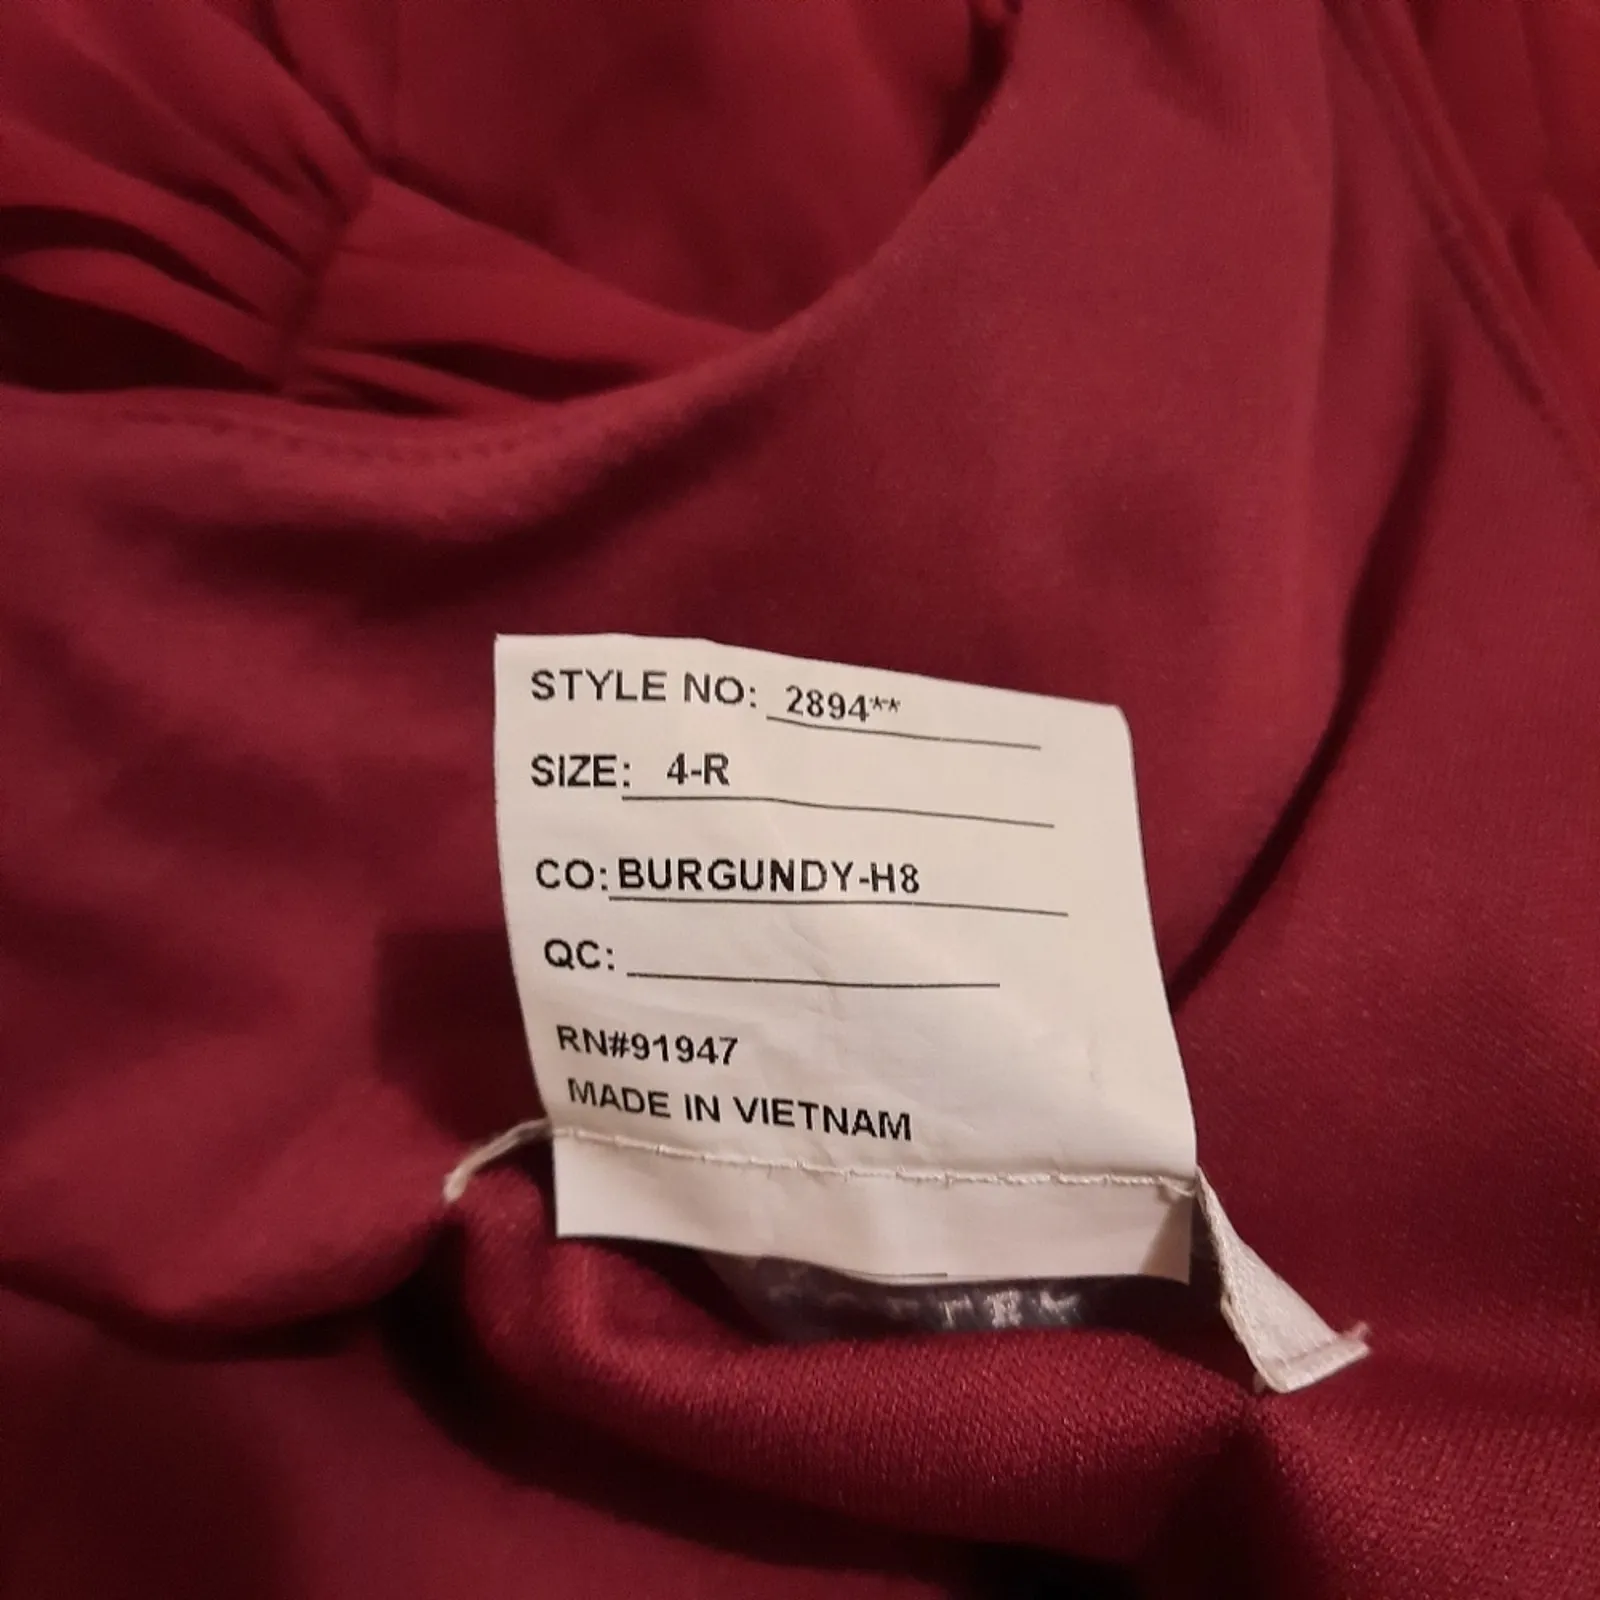 STYLE NO: 2894**
SIZE: 4-R
CO: BURGUNDY-H8
QC:
RN#91947
MADE IN VIETNAM